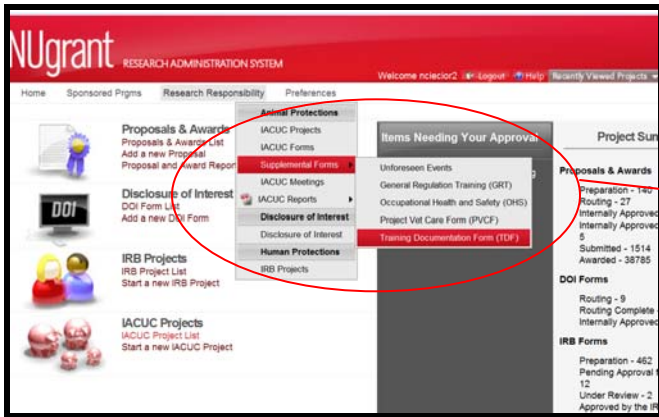 NUgrant RESEARCH ADMINISTRATION SYSTEM
Welcome nciecior2 Logout Help Recently Viewed Projects
Home Sponsored Prgms Research Responsibility Preferences
Proposals & Awards
Proposals & Awards List
Add a new Proposal
Proposal and Award Repor
DOI
Disclosure of Interest
DOI Form List
Add a new DOI Form
IRB Projects
IRB Project List
Start a new IRB Project
IACUC Projects
IACUC Project List
Start a new IACUC Project
Animal Protections
IACUC Projects
IACUC Forms
Supplemental Forms
IACUC Meetings
IACUC Reports
Disclosure of Interest
Disclosure of Interest
Human Protections
IRB Projects
Items Needing Your Approval
Unforeseen Events
General Regulation Training (GRT)
Occupational Health and Safety (OHS)
Project Vet Care Form (PVCF)
Training Documentation Form (TDF)
Project Sum
Proposals & Awards
Preparation - 140
Routing - 27
Internally Approved
Internally Approved
5
Submitted - 1514
Awarded - 38785
DOI Forms
Routing - 9
Routing Complete
Internally Approved
IRB Forms
Preparation - 462
Pending Approval
12
Under Review - 2
Approved by the IR